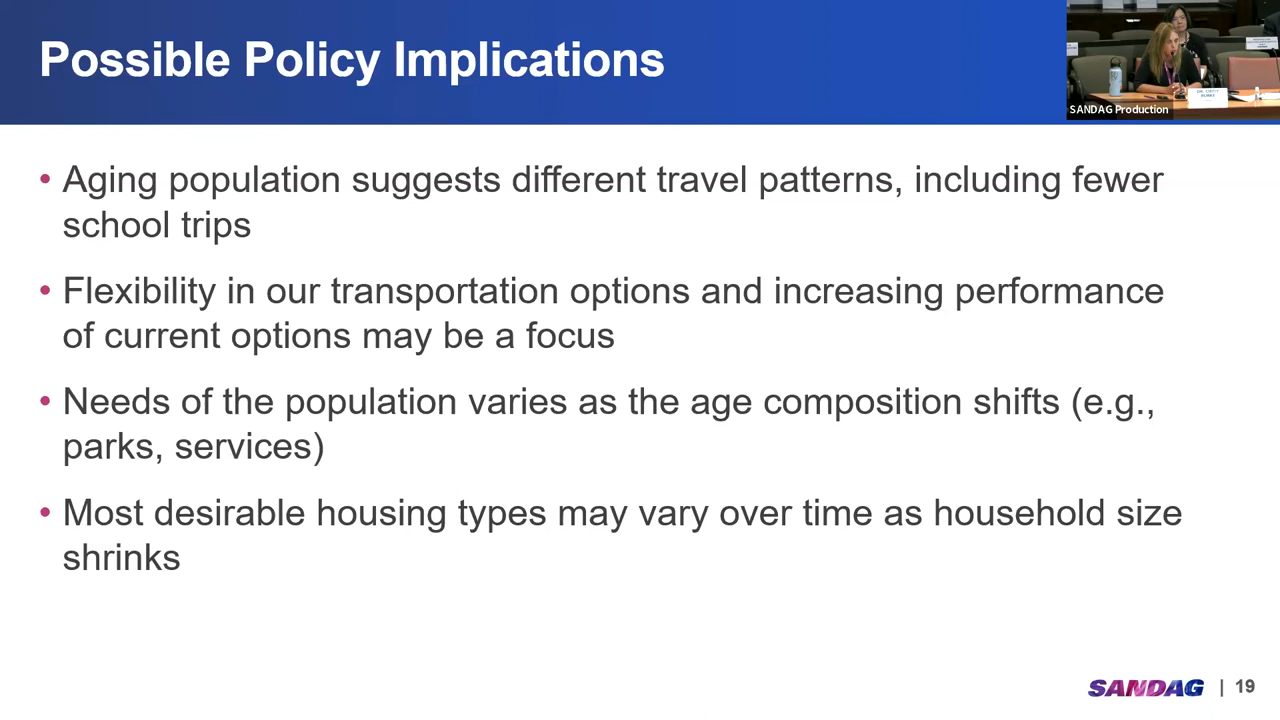 Possible Policy Implications
SANDAG Production
• Aging population suggests different travel patterns, including fewer
school trips
• Flexibility in our transportation options and increasing performance
of current options may be a focus
• Needs of the population varies as the age composition shifts (e.g.,
parks, services)
• Most desirable housing types may vary over time as household size
shrinks
SANDAG | 19